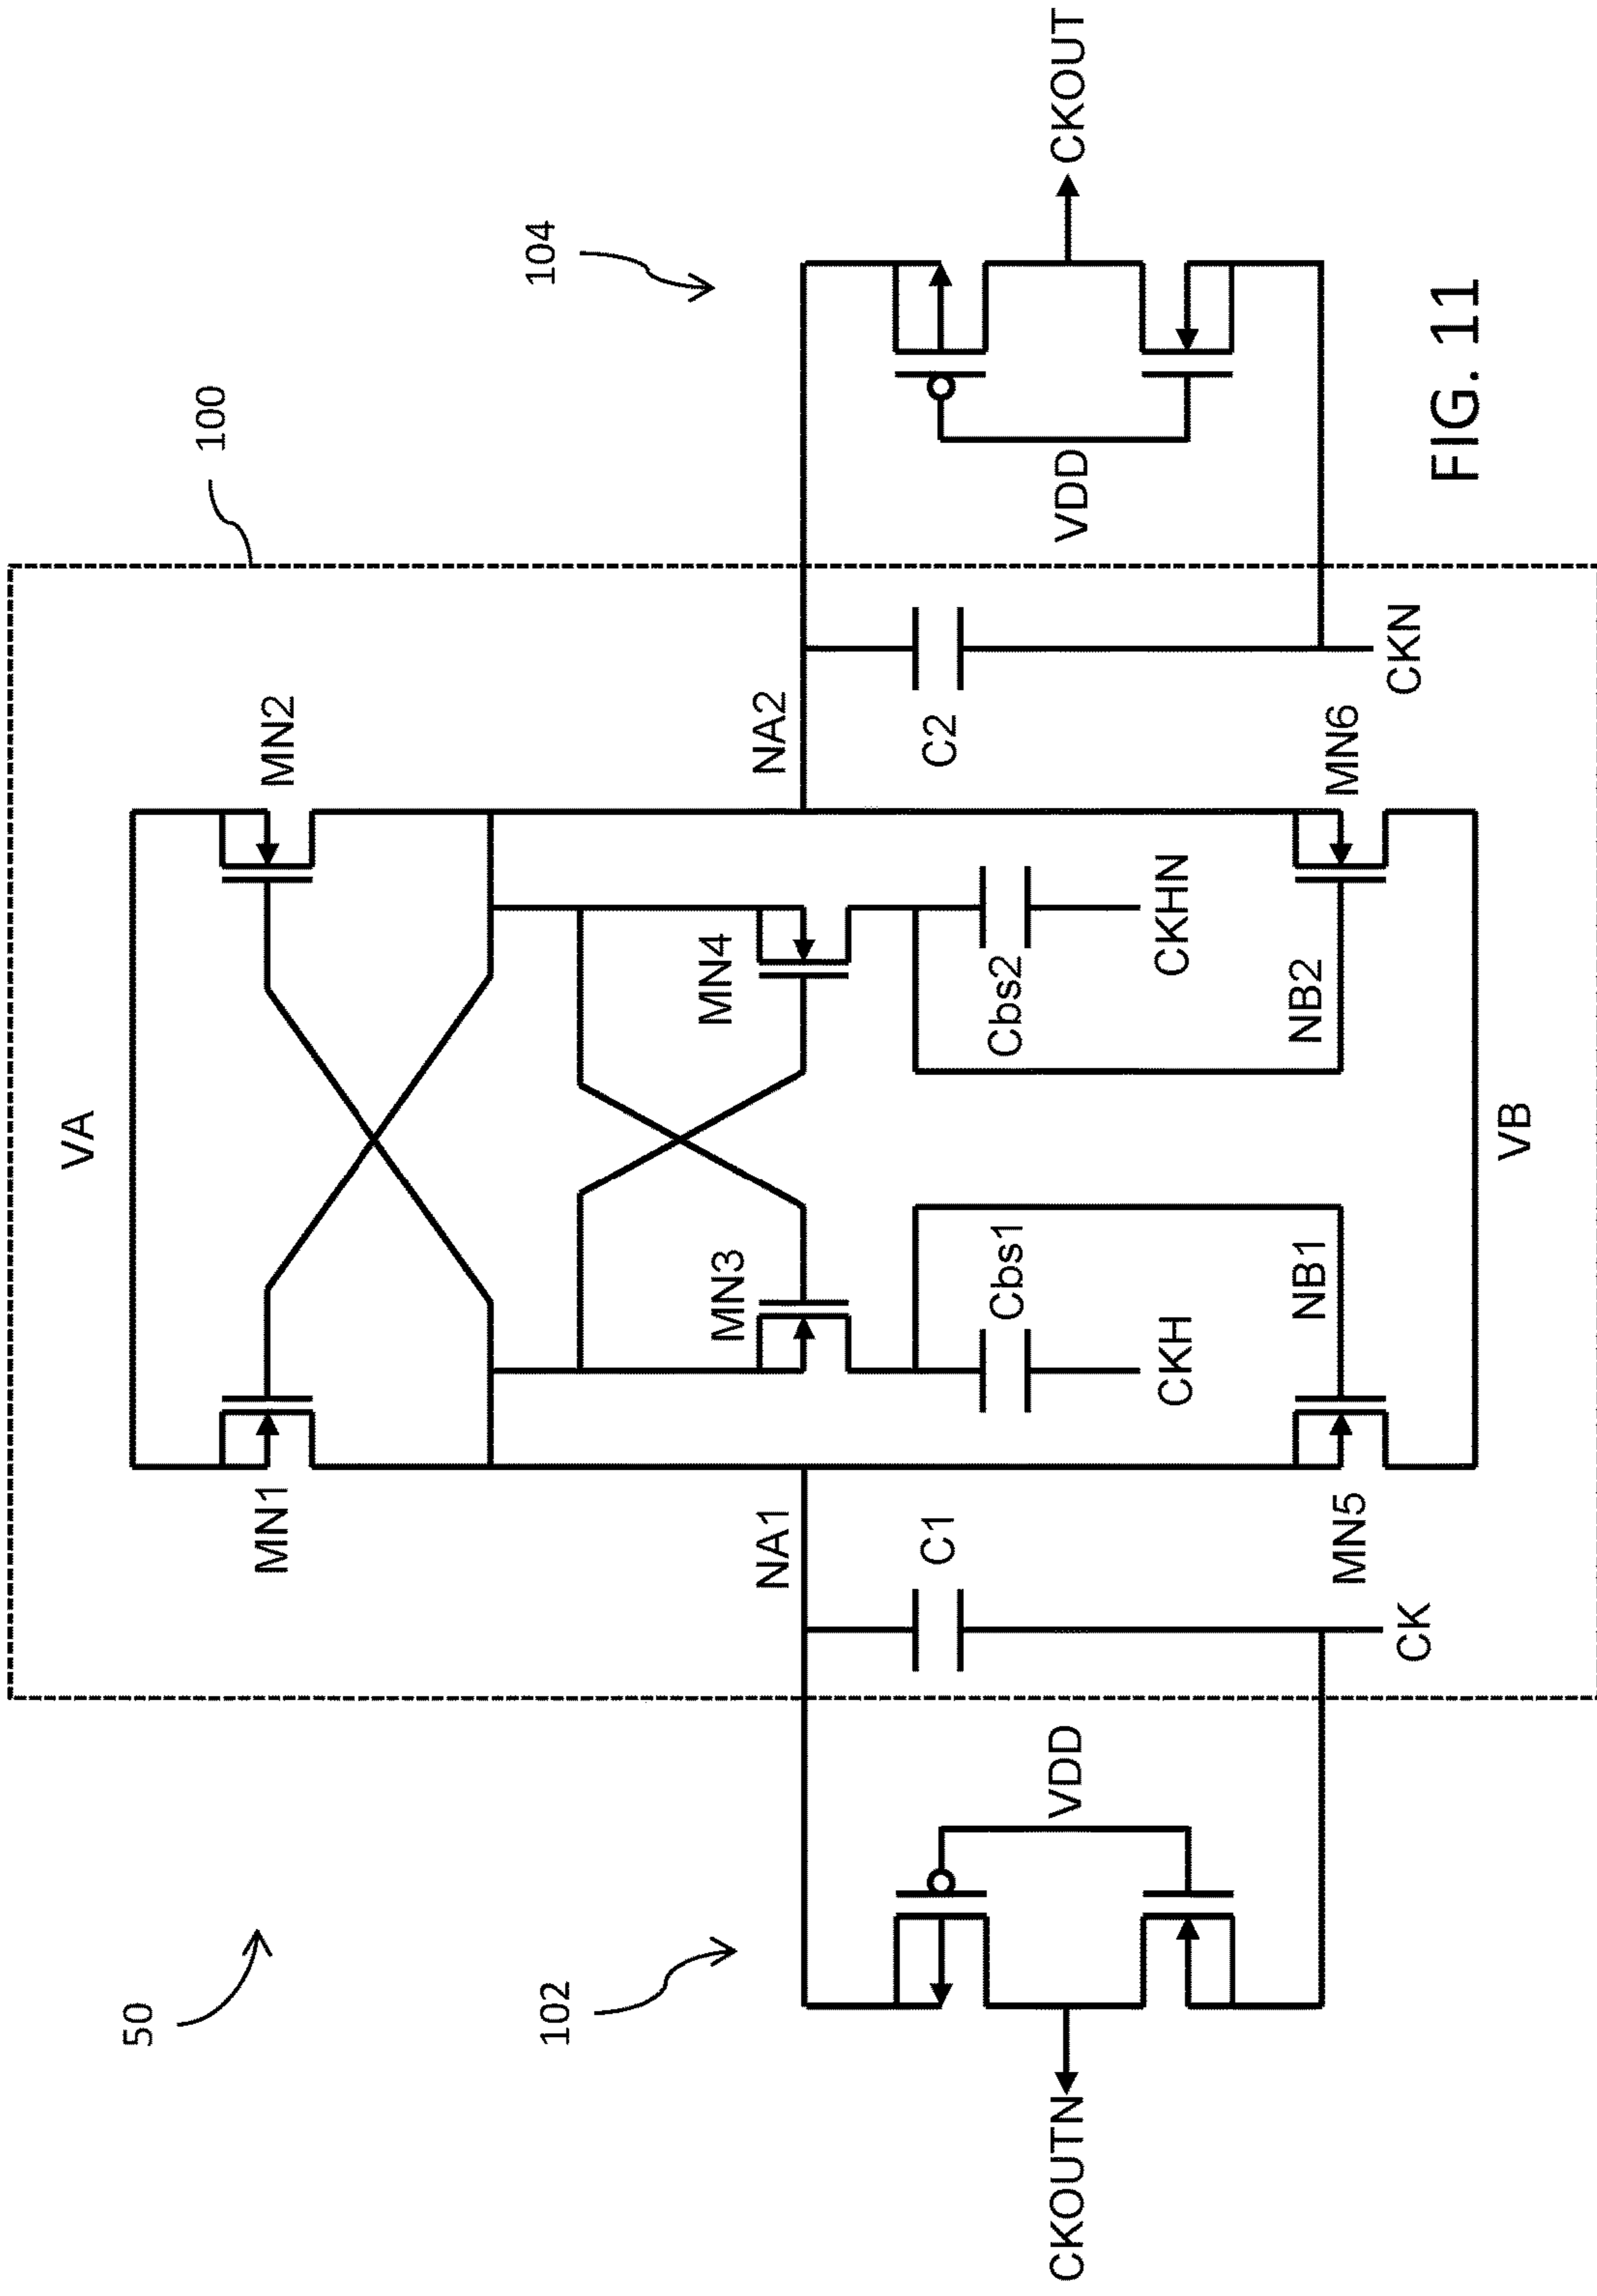 50
100
102
104
VA
MN1
MN2
NA1
NA2
MN3
MN4
C1
C2
Cbs1
Cbs2
CKH
CKHN
NB1
NB2
MN5
MN6
CK
CKN
VB
VDD
VDD
CKOUTN
CKOUT
FIG. 11